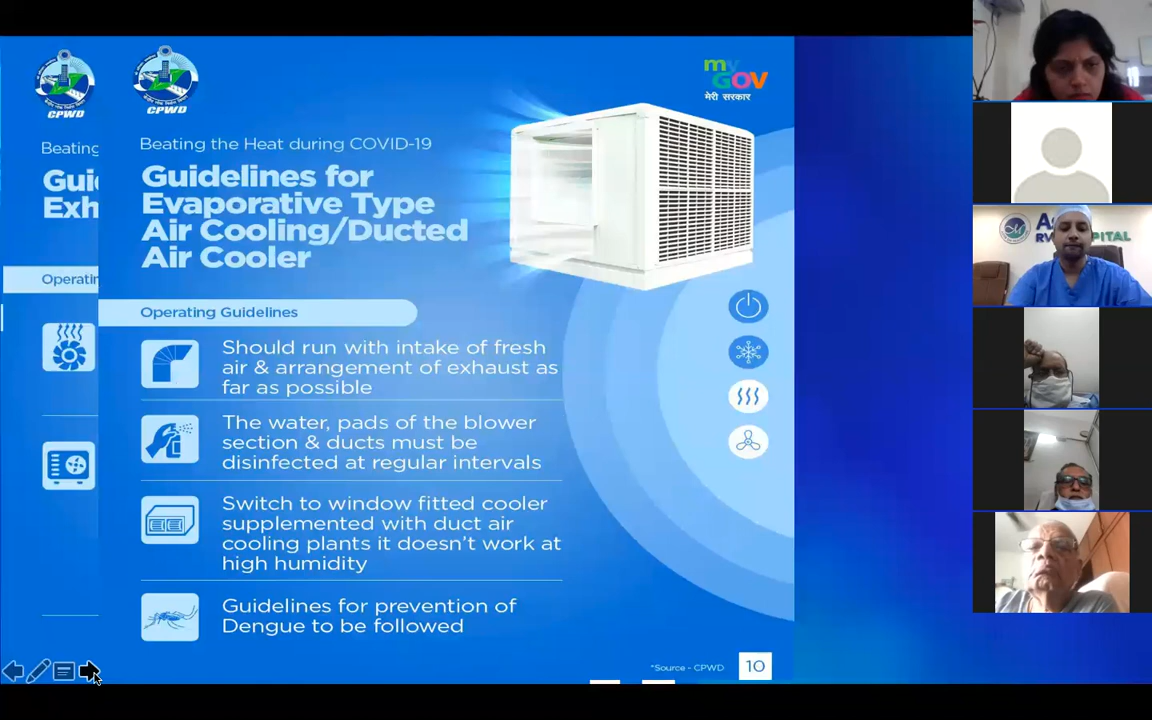 CPWD
Beating
Guid
Exh
Operatin
CPWD
my
GOV
मेरी सरकार
Beating the Heat during COVID-19
Guidelines for
Evaporative Type
Air Cooling/Ducted
Air Cooler
Operating Guidelines
Should run with intake of fresh
air & arrangement of exhaust as
far as possible
The water, pads of the blower
section & ducts must be
disinfected at regular intervals
Switch to window fitted cooler
supplemented with duct air
cooling plants it doesn't work at
high humidity
Guidelines for prevention of
Dengue to be followed
*Source - CPWD
10